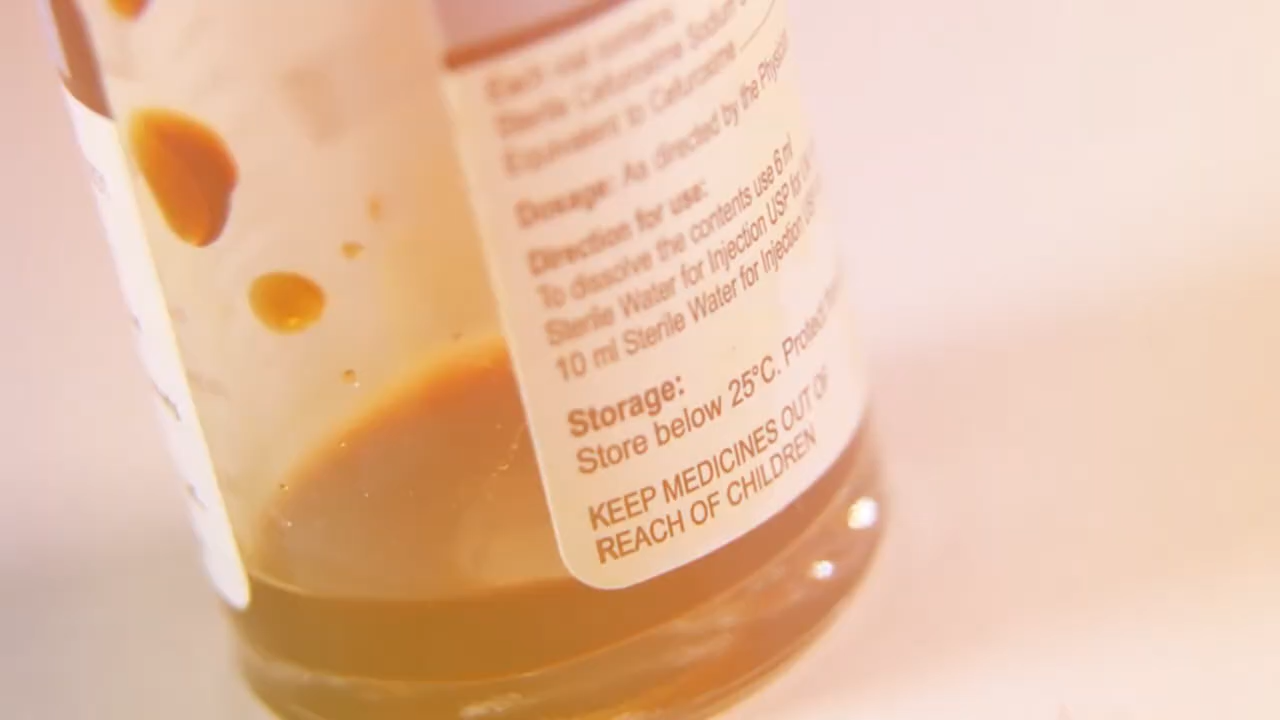 Each vial contains:
Sterile Cefuroxime Sodium
Equivalent to Cefuroxime
Dosage: As directed by the Physician
Direction for use:
To dissolve the contents use 6 ml
Sterile Water for Injection USP for
10 ml Sterile Water for Injection
Storage:
Store below 25°C. Protect
KEEP MEDICINES OUT OF
REACH OF CHILDREN